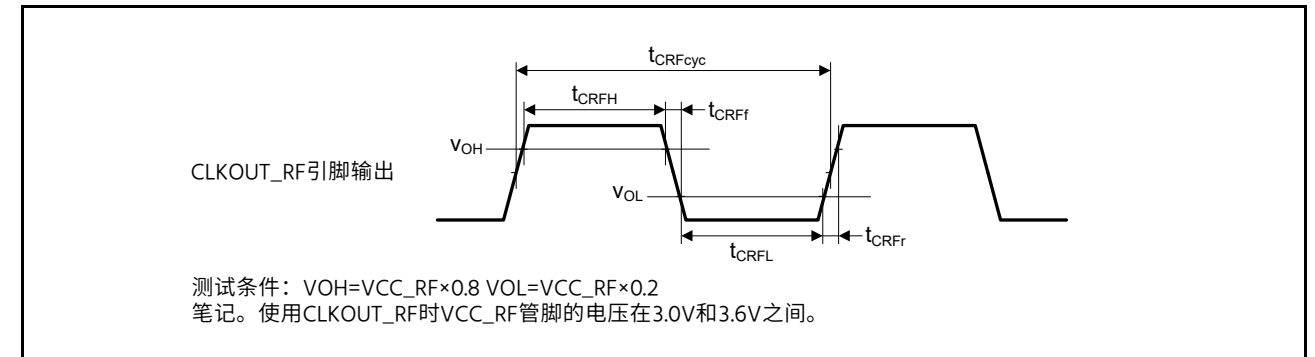 tCRFcyc
tCRFH
tCRFf
VOH
CLKOUT_RF引脚输出
VOL
tCRFL
tCRFr
测试条件：VOH=VCC_RF×0.8 VOL=VCC_RF×0.2
笔记。使用CLKOUT_RF时VCC_RF管脚的电压在3.0V和3.6V之间。